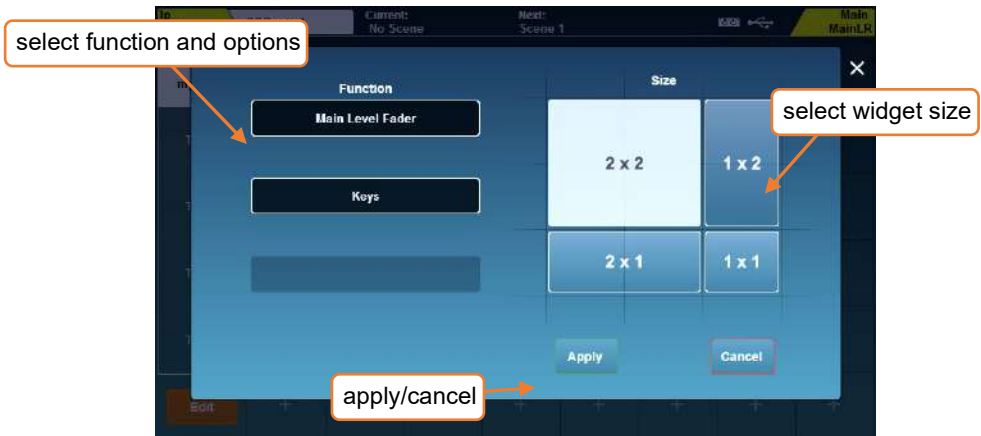 Current:
No Scene
Next:
Scene 1
Main
MainLR
select function and options
Function
Main Level Fader
Keys
Size
2 x 2
1 x 2
2 x 1
1 x 1
select widget size
Apply
Cancel
apply/cancel
Edit